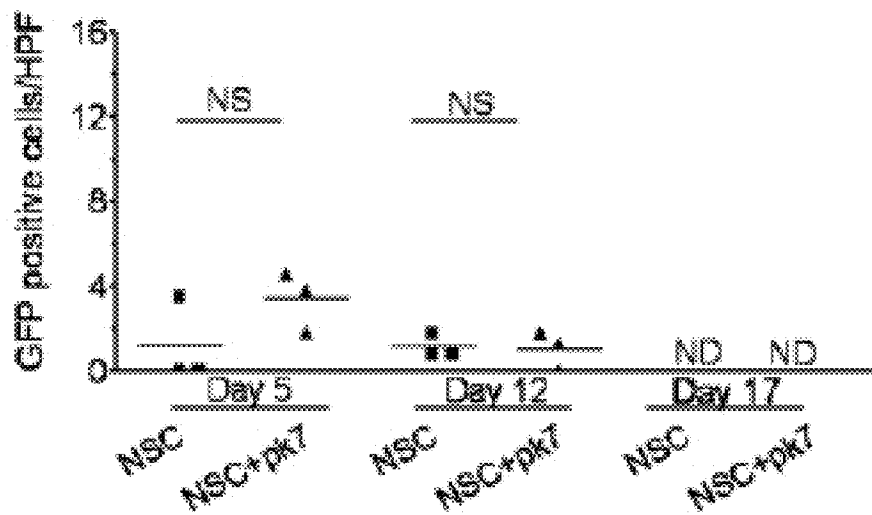 GFP positive cells/HPF
16
12
8
4
0
NS NS
ND ND
Day 5 Day 12 Day 17
NSC NSC+pk7 NSC NSC+pk7 NSC NSC+pk7